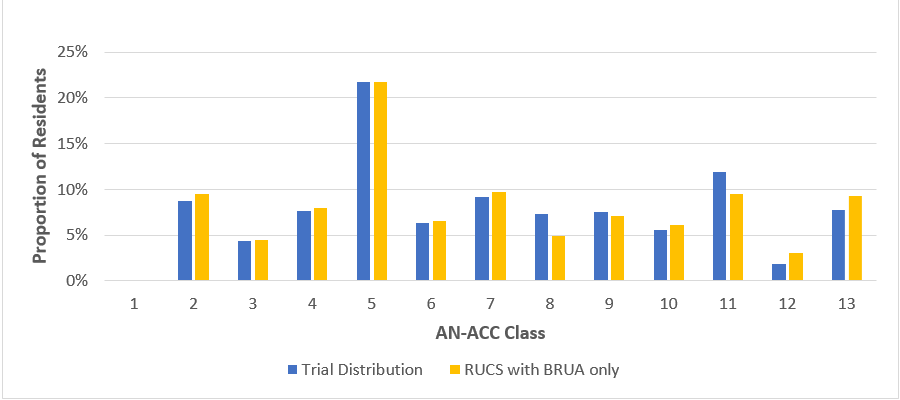 25%
20%
15%
10%
5%
0%
Proportion of Residents
1 2 3 4 5 6 7 8 9 10 11 12 13
AN-ACC Class
Trial Distribution RUCS with BRUA only